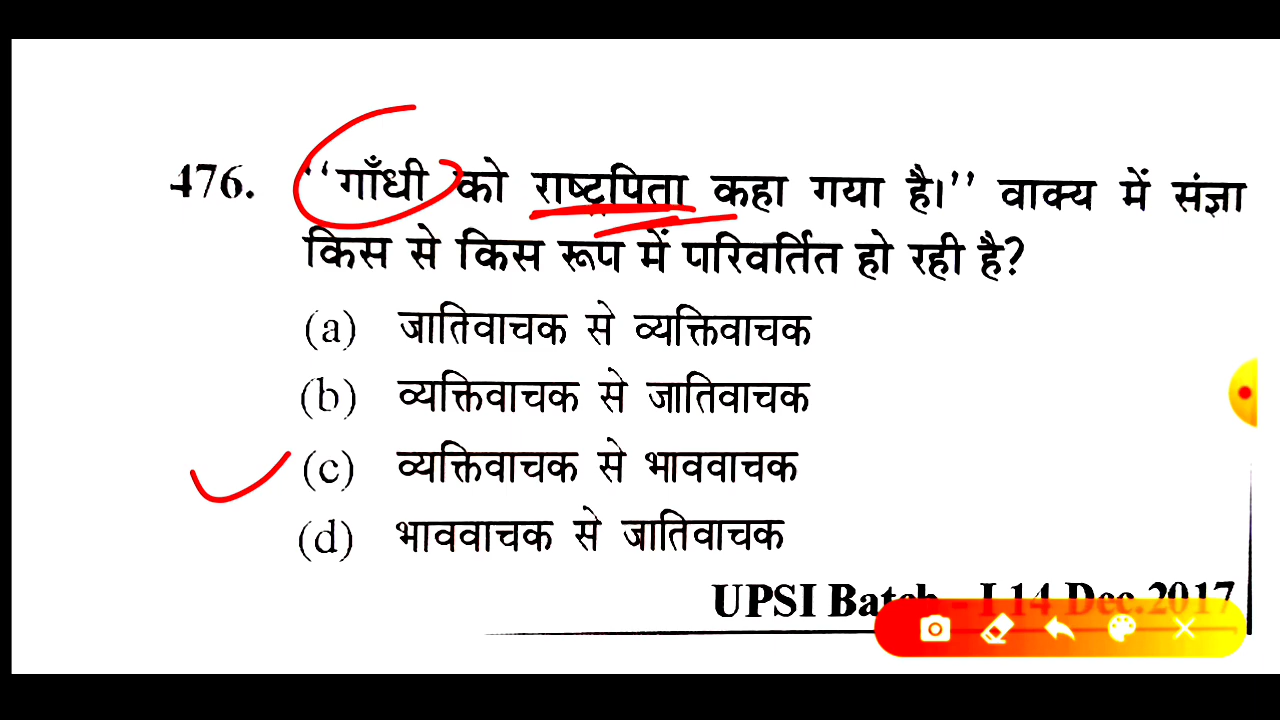 476. ‘‘गाँधी को राष्ट्रपिता कहा गया है।’’ वाक्य में संज्ञा
किस से किस रूप में परिवर्तित हो रही है?
(a) जातिवाचक से व्यक्तिवाचक
(b) व्यक्तिवाचक से जातिवाचक
(c) व्यक्तिवाचक से भाववाचक
(d) भाववाचक से जातिवाचक
UPSI Batch - I 14 Dec.2017